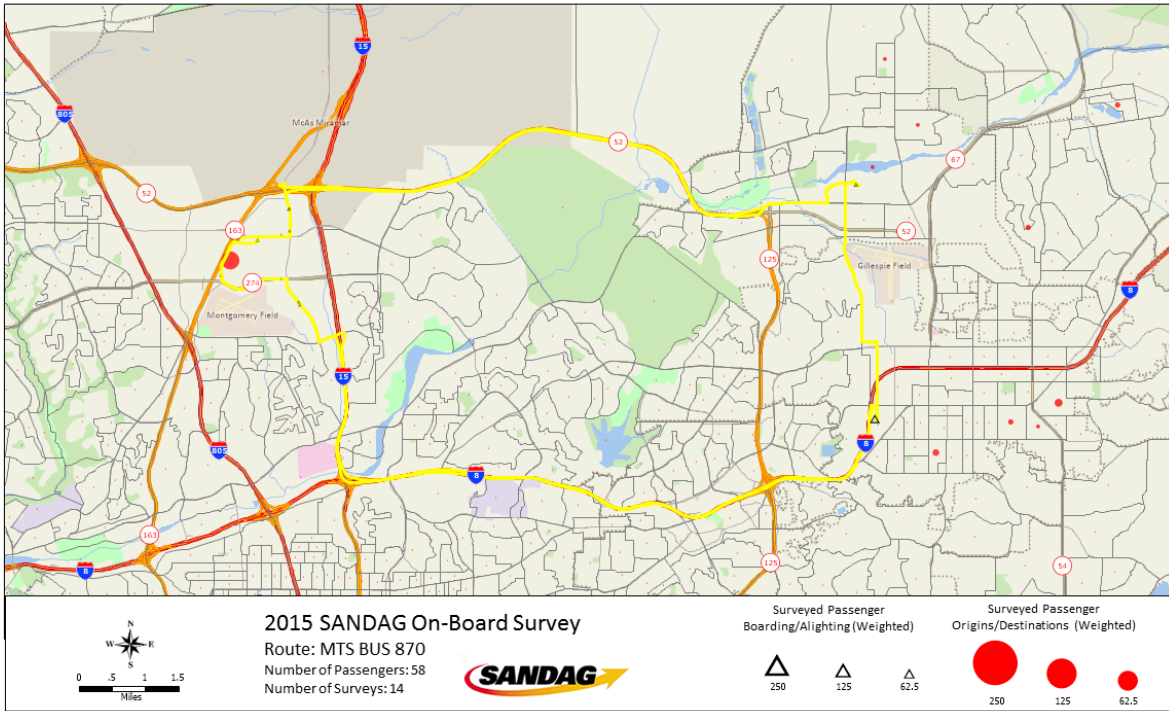 15
805
McAs Miramar
52
67
52
163
52
125
274
Gillespie Field
8
Montgomery Field
15
8
805
8
163
125
54
8
2015 SANDAG On-Board Survey
Route: MTS BUS 870
Number of Passengers: 58
Number of Surveys: 14
N
W E
S
0 .5 1 1.5
Miles
SANDAG
Surveyed Passenger
Boarding/Alighting (Weighted)
250 125 62.5
Surveyed Passenger
Origins/Destinations (Weighted)
250 125 62.5